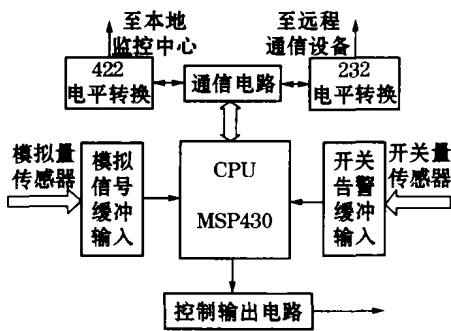 至本地
监控中心
至远程
通信设备
422
电平转换
通信电路
232
电平转换
模拟量
传感器
模拟
信号
缓冲
输入
CPU
MSP430
开关
告警
缓冲
输入
开关量
传感器
控制输出电路